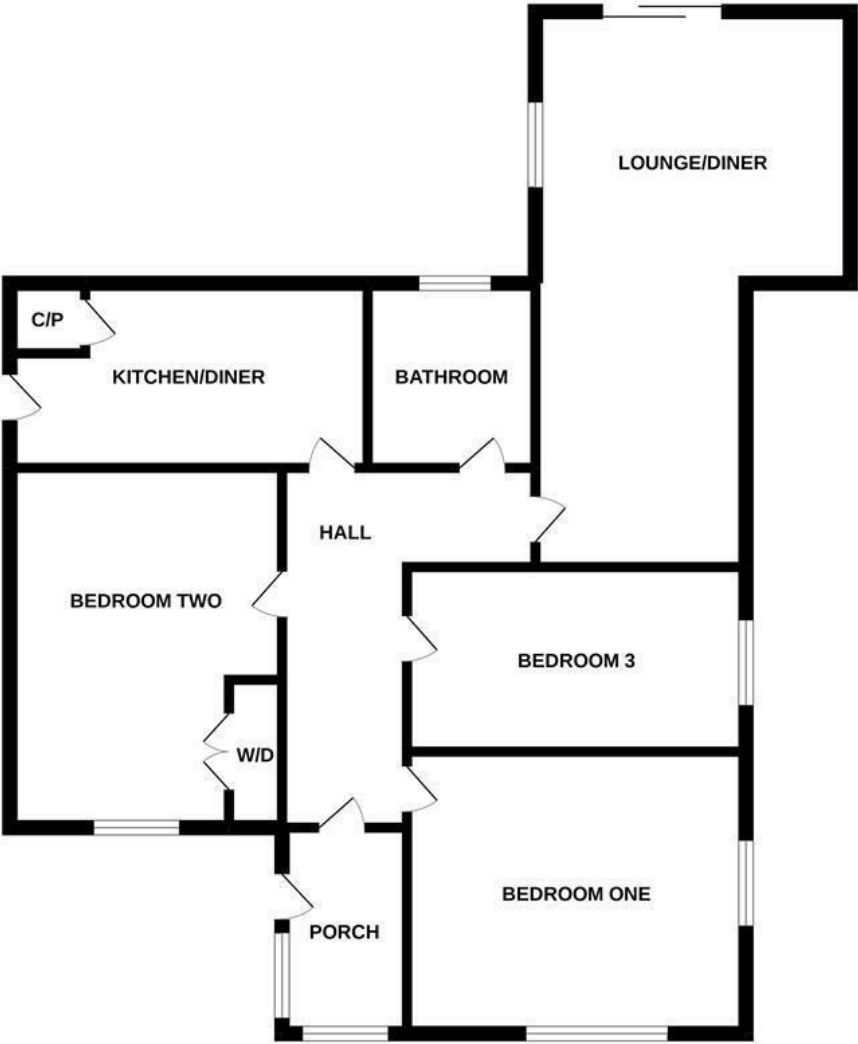 LOUNGE/DINER
C/P
KITCHEN/DINER
BATHROOM
HALL
BEDROOM TWO
BEDROOM 3
W/D
BEDROOM ONE
PORCH